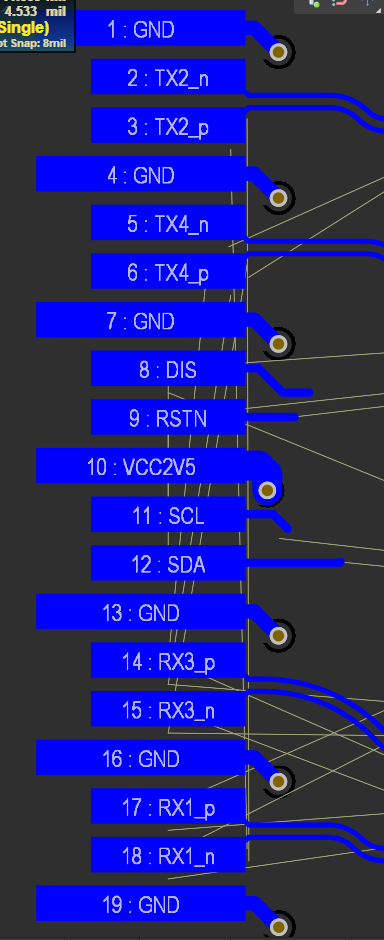 4.533 mil
Single)
ot Snap: 8mil
1 : GND
2 : TX2_n
3 : TX2_p
4 : GND
5 : TX4_n
6 : TX4_p
7 : GND
8 : DIS
9 : RSTN
10 : VCC2V5
11 : SCL
12 : SDA
13 : GND
14 : RX3_p
15 : RX3_n
16 : GND
17 : RX1_p
18 : RX1_n
19 : GND